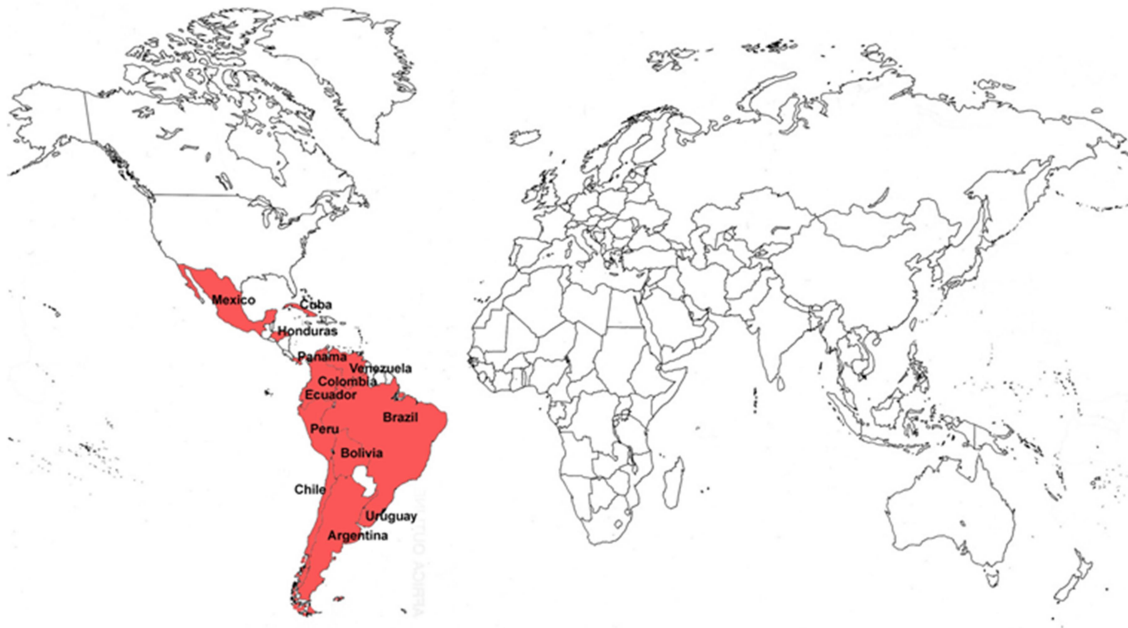 Mexico
Cuba
Honduras
Panama
Venezuela
Colombia
Ecuador
Brazil
Peru
Bolivia
Chile
Uruguay
Argentina